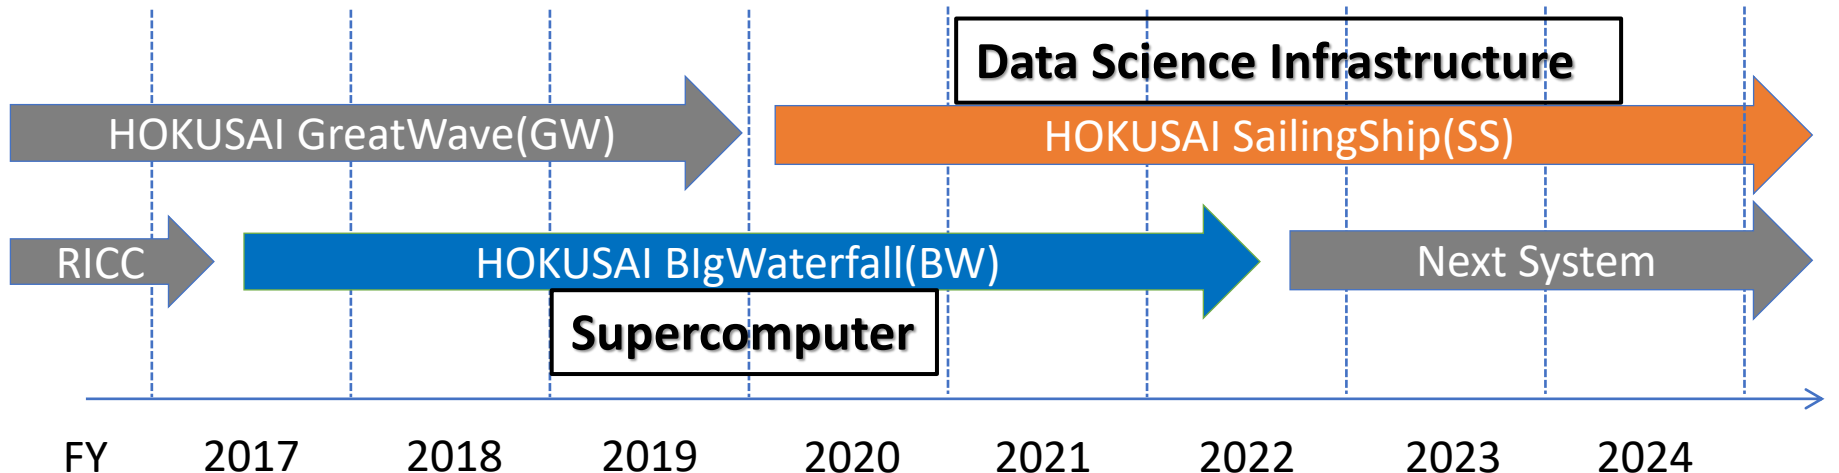 Data Science Infrastructure
HOKUSAI GreatWave(GW)
HOKUSAI SailingShip(SS)
RICC
HOKUSAI BIgWaterfall(BW)
Next System
Supercomputer
FY 2017 2018 2019 2020 2021 2022 2023 2024